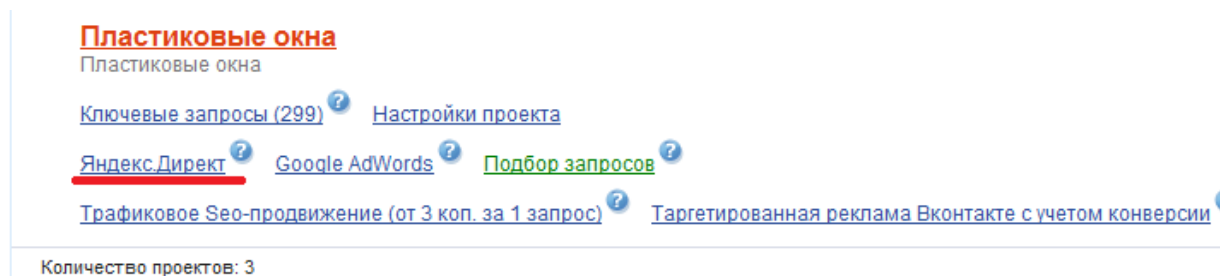 Пластиковые окна
Пластиковые окна
Ключевые запросы (299) ? Настройки проекта
Яндекс.Директ ? Google AdWords ? Подбор запросов ?
Трафиковое Seo-продвижение (от 3 коп. за 1 запрос) ? Таргетированная реклама Вконтакте с учетом конверсии
Количество проектов: 3